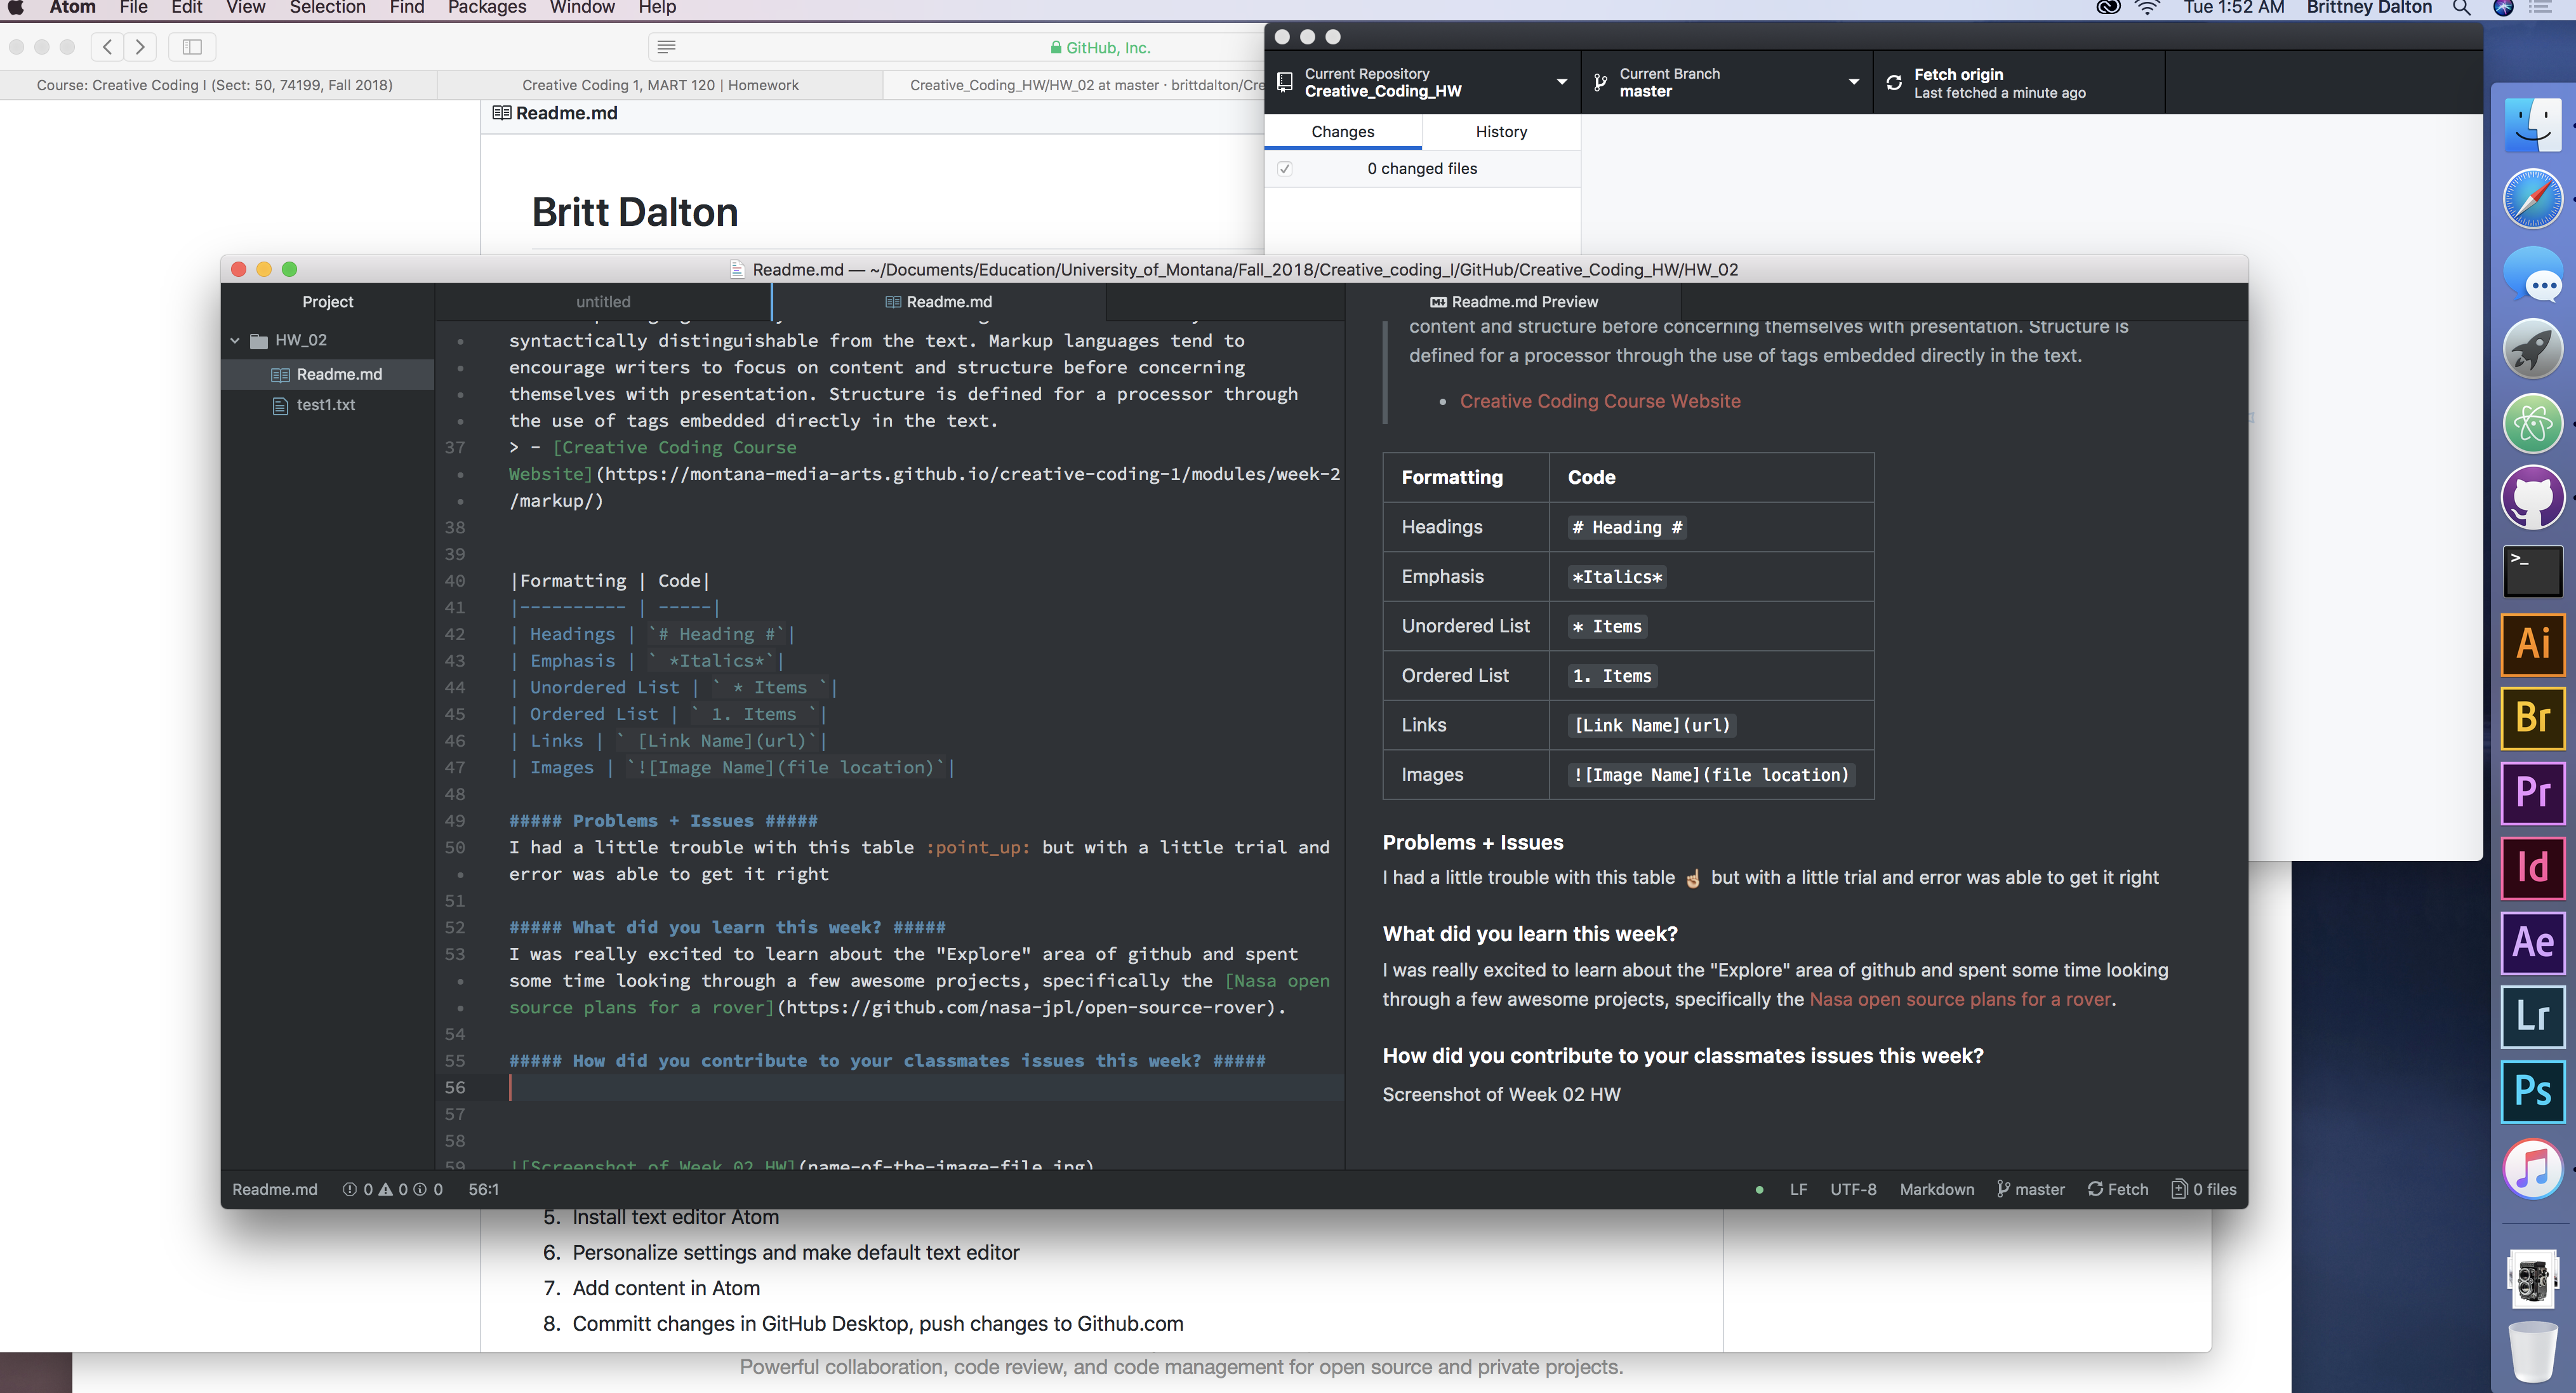 Atom File Edit View Selection Find Packages Window Help
Tue 1:52 AM Brittney Dalton
GitHub, Inc.
Course: Creative Coding I (Sect: 50, 74199, Fall 2018)
Creative Coding 1, MART 120 | Homework
Creative_Coding_HW/HW_02 at master · brittdalton/Cre
Readme.md
Britt Dalton
Current Repository
Creative_Coding_HW
Current Branch
master
Fetch origin
Last fetched a minute ago
Changes
History
0 changed files
Readme.md — ~/Documents/Education/University_of_Montana/Fall_2018/Creative_coding_I/GitHub/Creative_Coding_HW/HW_02
Project
HW_02
Readme.md
test1.txt
untitled
Readme.md
syntactically distinguishable from the text. Markup languages tend to
encourage writers to focus on content and structure before concerning
themselves with presentation. Structure is defined for a processor through
the use of tags embedded directly in the text.
37 > - [Creative Coding Course
Website](https://montana-media-arts.github.io/creative-coding-1/modules/week-2
/markup/)
38
39
40 |Formatting | Code|
41 |---------- | -----|
42 | Headings | `# Heading #`|
43 | Emphasis | ` *Italics*`|
44 | Unordered List | ` * Items `|
45 | Ordered List | ` 1. Items `|
46 | Links | ` [Link Name](url)`|
47 | Images | `![Image Name](file location)`|
48
49 ##### Problems + Issues #####
50 I had a little trouble with this table :point_up: but with a little trial and
error was able to get it right
51
52 ##### What did you learn this week? #####
53 I was really excited to learn about the "Explore" area of github and spent
some time looking through a few awesome projects, specifically the [Nasa open
source plans for a rover](https://github.com/nasa-jpl/open-source-rover).
54
55 ##### How did you contribute to your classmates issues this week? #####
56
57
58
59 ![Screenshot of Week 02 HW](name-of-the-image-file.jpg)
Readme.md Preview
content and structure before concerning themselves with presentation. Structure is
defined for a processor through the use of tags embedded directly in the text.
• Creative Coding Course Website
Formatting Code
Headings # Heading #
Emphasis *Italics*
Unordered List * Items
Ordered List 1. Items
Links [Link Name](url)
Images ![Image Name](file location)
Problems + Issues
I had a little trouble with this table ☝ but with a little trial and error was able to get it right
What did you learn this week?
I was really excited to learn about the "Explore" area of github and spent some time looking
through a few awesome projects, specifically the Nasa open source plans for a rover.
How did you contribute to your classmates issues this week?
Screenshot of Week 02 HW
Readme.md 0 0 0 56:1
LF UTF-8 Markdown master Fetch 0 files
5. Install text editor Atom
6. Personalize settings and make default text editor
7. Add content in Atom
8. Committ changes in GitHub Desktop, push changes to Github.com
Powerful collaboration, code review, and code management for open source and private projects.
>_
Ai
Br
Pr
Id
Ae
Lr
Ps